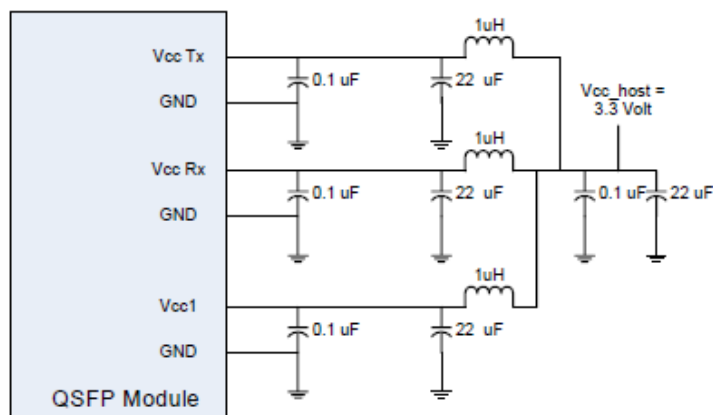 1uH
Vcc Tx
0.1 uF
22 uF
GND
Vcc_host =
3.3 Volt
1uH
Vcc Rx
0.1 uF
22 uF
0.1 uF
22 uF
GND
1uH
Vcc1
0.1 uF
22 uF
GND
QSFP Module